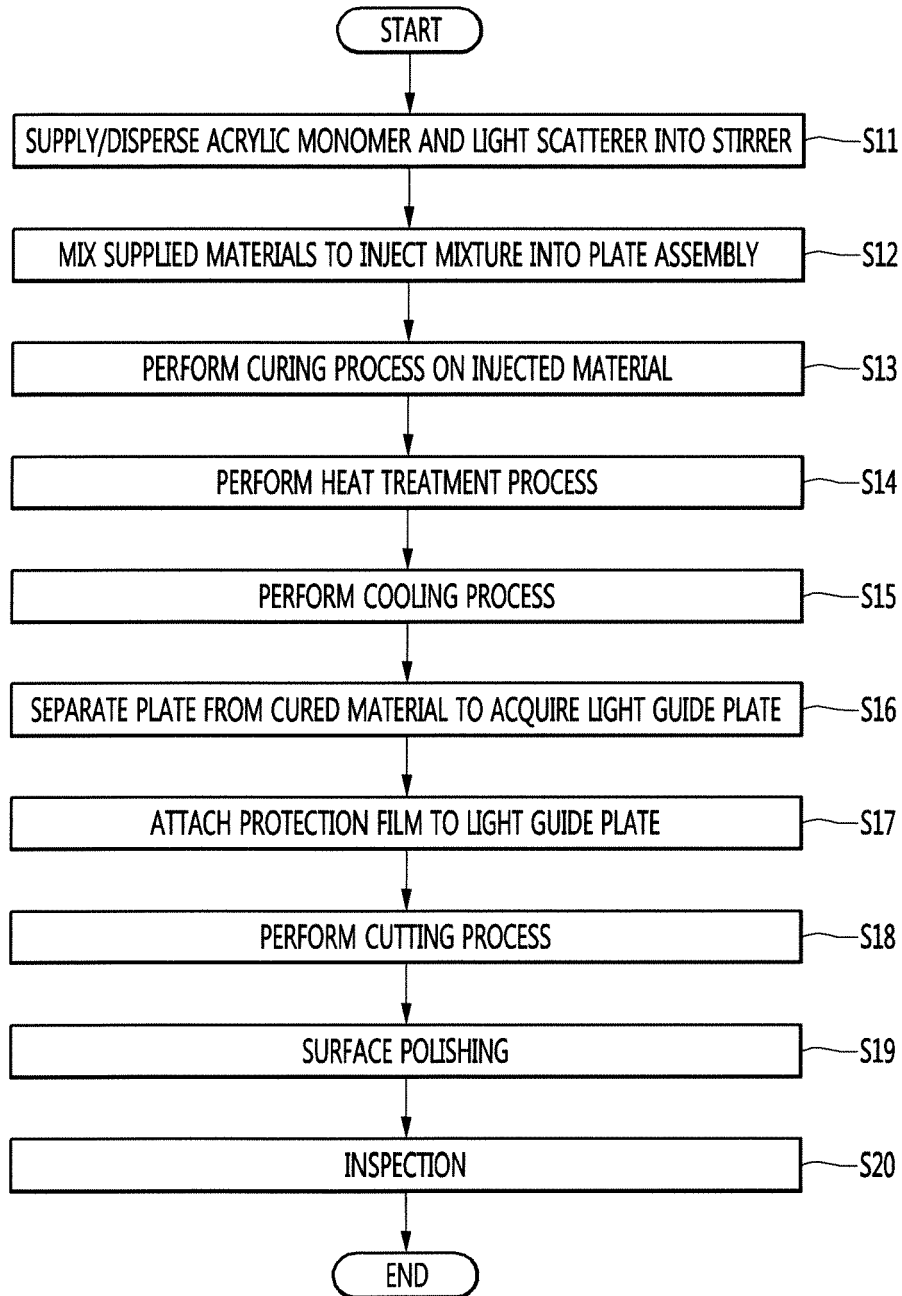 START
SUPPLY/DISPERSE ACRYLIC MONOMER AND LIGHT SCATTERER INTO STIRRER S11
MIX SUPPLIED MATERIALS TO INJECT MIXTURE INTO PLATE ASSEMBLY S12
PERFORM CURING PROCESS ON INJECTED MATERIAL S13
PERFORM HEAT TREATMENT PROCESS S14
PERFORM COOLING PROCESS S15
SEPARATE PLATE FROM CURED MATERIAL TO ACQUIRE LIGHT GUIDE PLATE S16
ATTACH PROTECTION FILM TO LIGHT GUIDE PLATE S17
PERFORM CUTTING PROCESS S18
SURFACE POLISHING S19
INSPECTION S20
END